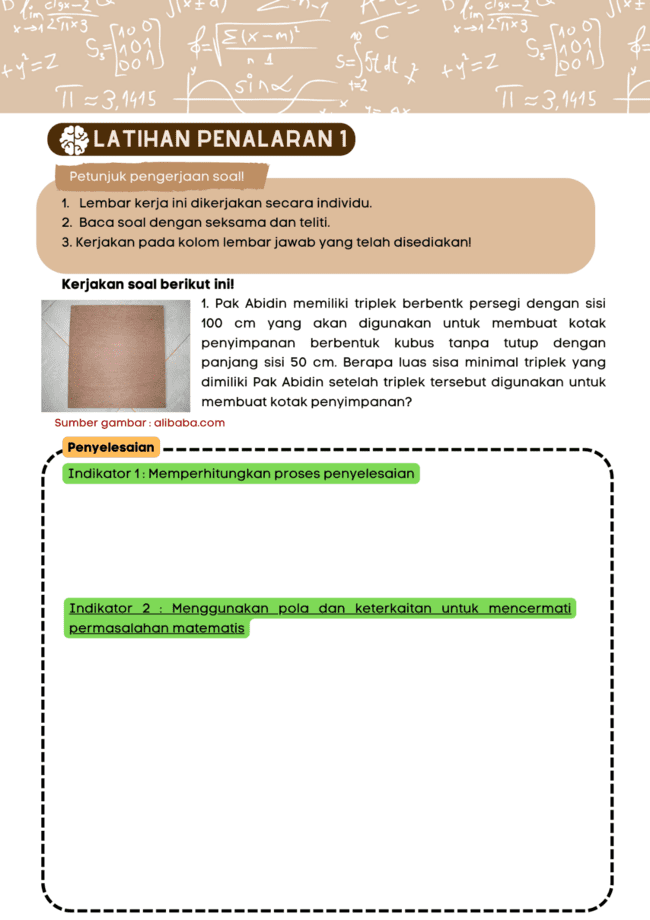 LATIHAN PENALARAN 1
Petunjuk pengerjaan soal!
1. Lembar kerja ini dikerjakan secara individu.
2. Baca soal dengan seksama dan teliti.
3. Kerjakan pada kolom lembar jawab yang telah disediakan!
Kerjakan soal berikut ini!
1. Pak Abidin memiliki triplek berbentk persegi dengan sisi
100 cm yang akan digunakan untuk membuat kotak
penyimpanan berbentuk kubus tanpa tutup dengan
panjang sisi 50 cm. Berapa luas sisa minimal triplek yang
dimiliki Pak Abidin setelah triplek tersebut digunakan untuk
membuat kotak penyimpanan?
Sumber gambar : alibaba.com
Penyelesaian
Indikator 1 : Memperhitungkan proses penyelesaian
Indikator 2 : Menggunakan pola dan keterkaitan untuk mencermati
permasalahan matematis